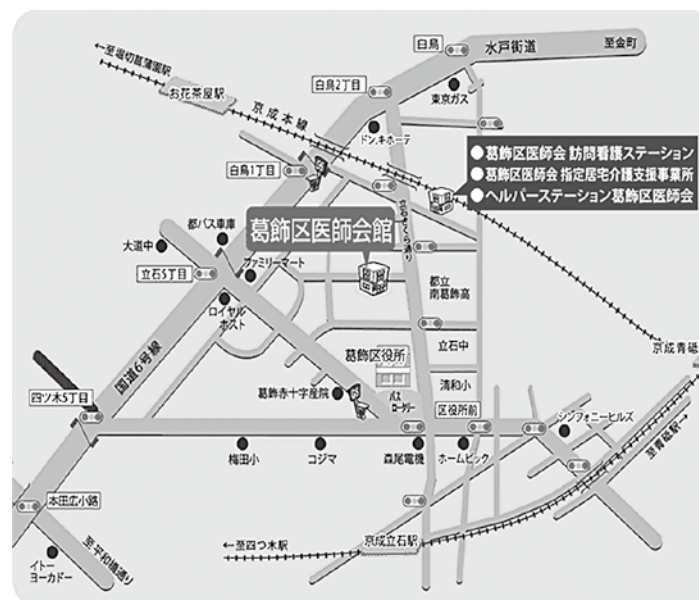 白鳥
水戸街道
至金町
←至堀切菖蒲園駅
お花茶屋駅
京成本線
白鳥2丁目
東京ガス
ドン.キホーテ
白鳥1丁目
●葛飾区医師会 訪問看護ステーション
●葛飾区医師会 指定居宅介護支援事業所
●ヘルパーステーション葛飾区医師会
都バス車庫
大道中
葛飾区医師会館
ファミリーマート
立石5丁目
ロイヤル
ホスト
都立
南葛飾高
国道6号線
立石中
京成青砥
葛飾区役所
清和小
四ツ木5丁目
葛飾赤十字産院
バス
ロータリー
区役所前
シンフォニーヒルズ
至青砥駅→
梅田小
コジマ
森尾電機
ホームピック
本田広小路
至平和橋通り
イトー
ヨーカドー
←至四つ木駅
京成立石駅